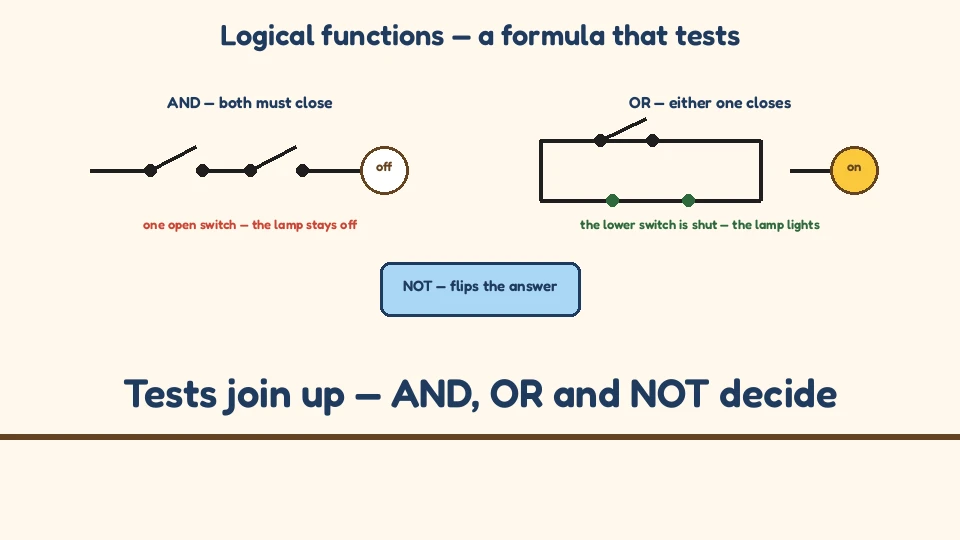 Logical functions — a formula that tests
AND — both must close
OR — either one closes
off
on
one open switch — the lamp stays off
the lower switch is shut — the lamp lights
NOT — flips the answer
Tests join up — AND, OR and NOT decide